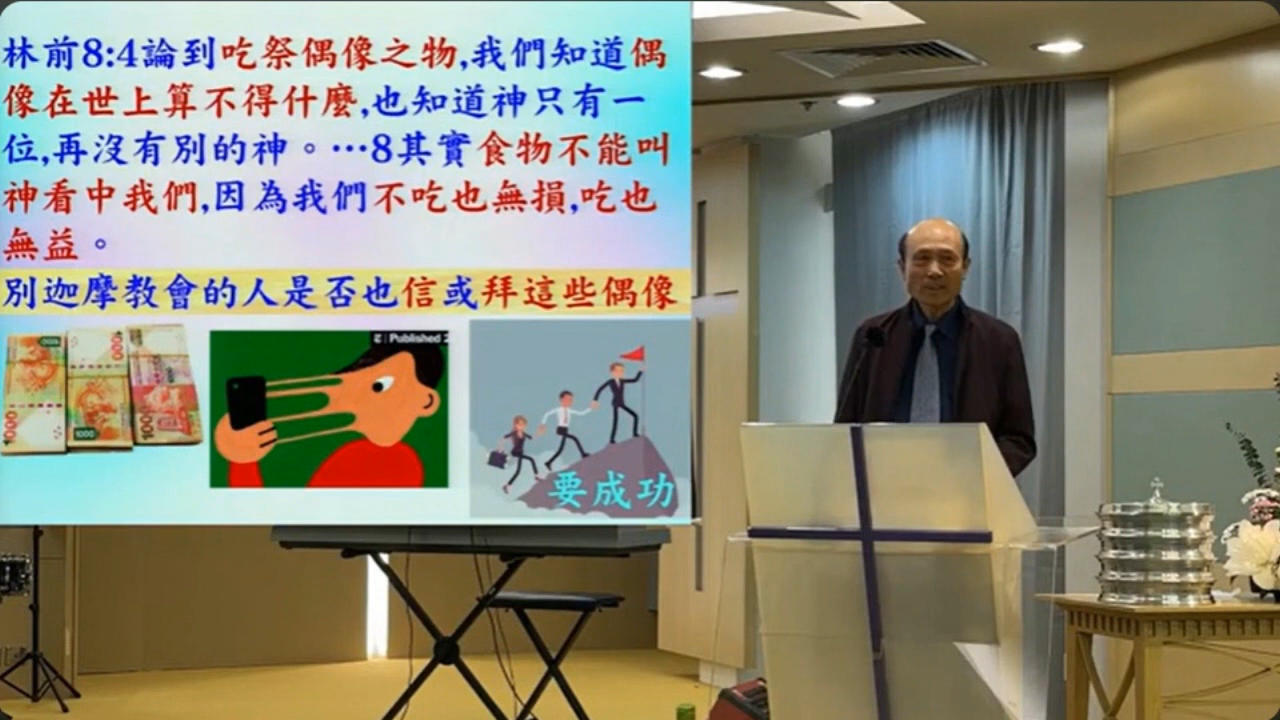 林前8:4論到吃祭偶像之物,我們知道偶
像在世上算不得什麼,也知道神只有一
位,再沒有別的神。…8其實食物不能叫
神看中我們,因為我們不吃也無損,吃也
無益。
別迦摩教會的人是否也信或拜這些偶像
Published
1000
1000
要成功